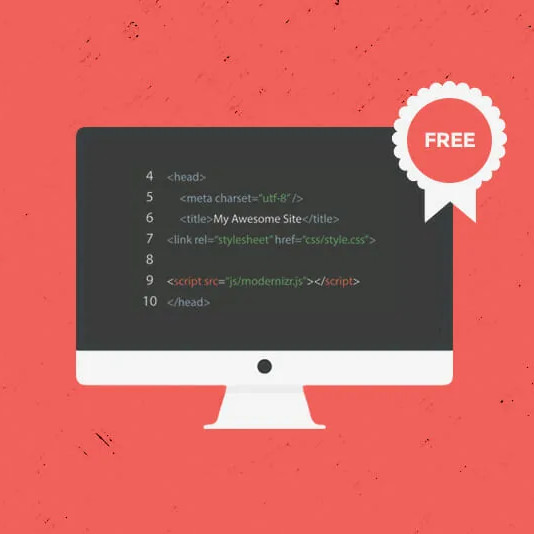 FREE
4 <head>
5 <meta charset="utf-8" />
6 <title>My Awesome Site</title>
7 <link rel="stylesheet" href="css/style.css">
8
9 <script src="js/modernizr.js"></script>
10 </head>